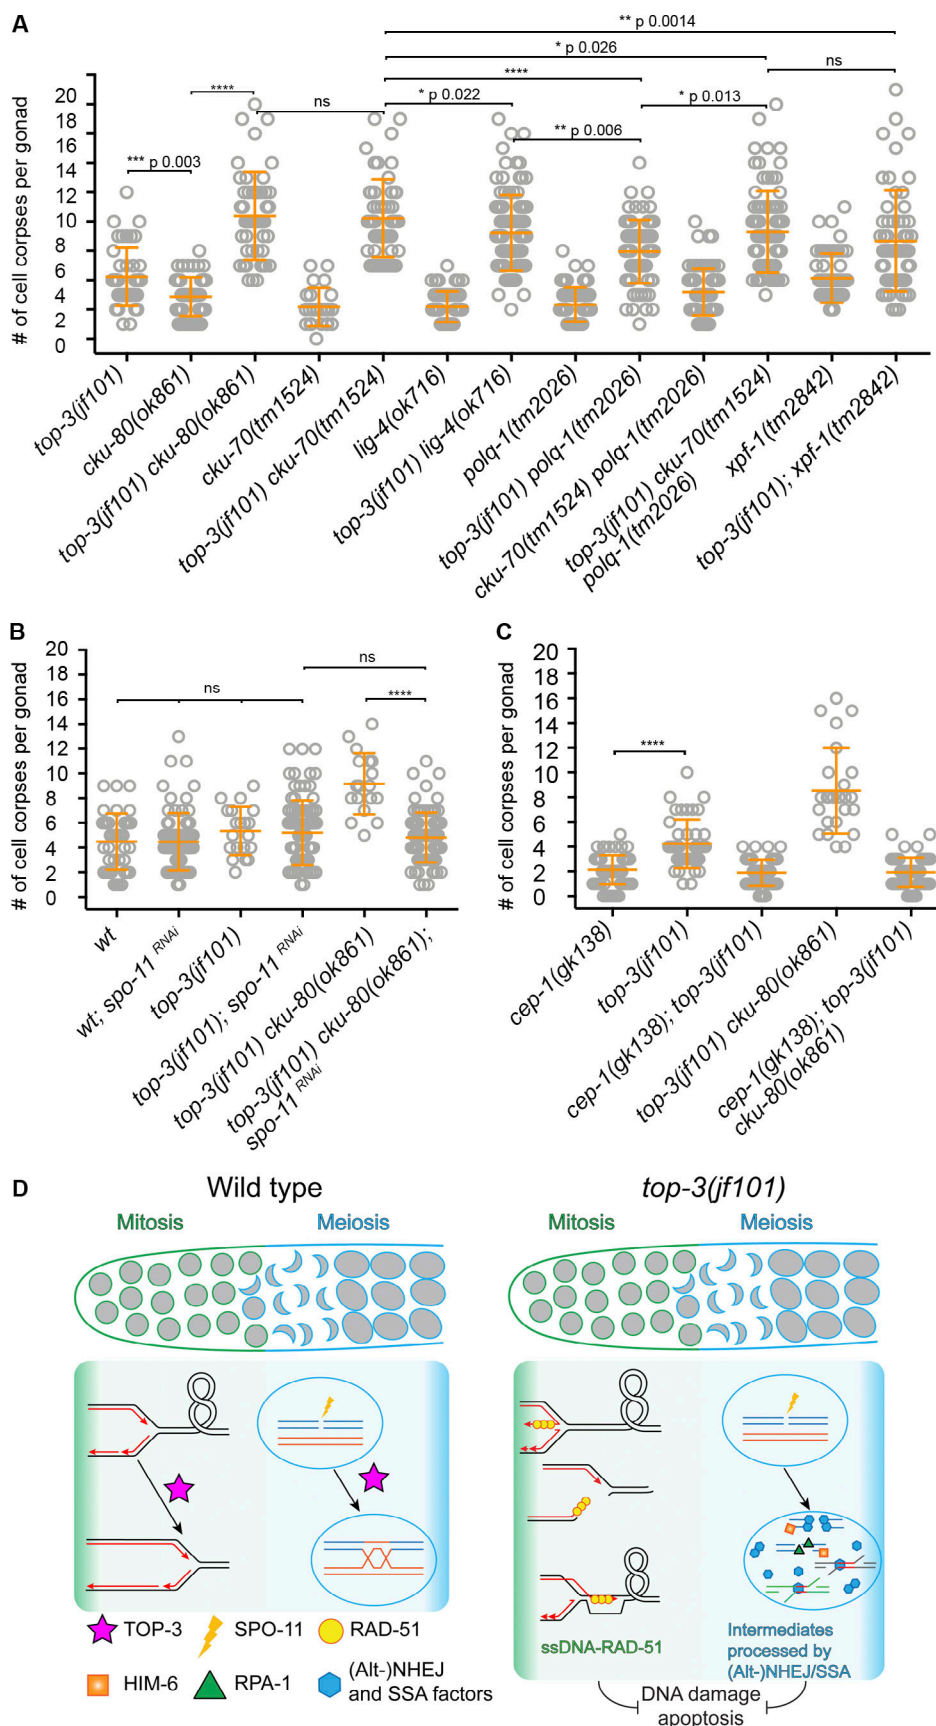 A
** p 0.0014
* p 0.026
ns
****
****
* p 0.022
* p 0.013
ns
** p 0.006
*** p 0.003
# of cell corpses per gonad
20
18
16
14
12
10
8
6
4
2
0
top-3(jf101)
cku-80(ok861)
top-3(jf101) cku-80(ok861)
cku-70(tm1524)
top-3(jf101) cku-70(tm1524)
lig-4(ok716)
top-3(jf101) lig-4(ok716)
polq-1(tm2026)
top-3(jf101) polq-1(tm2026)
cku-70(tm1524) polq-1(tm2026)
top-3(jf101) cku-70(tm1524)
polq-1(tm2026)
xpf-1(tm2842)
top-3(jf101); xpf-1(tm2842)
B
# of cell corpses per gonad
20
18
16
14
12
10
8
6
4
2
0
ns
ns
****
wt
wt; spo-11 RNAi
top-3(jf101)
top-3(jf101); spo-11 RNAi
top-3(jf101) cku-80(ok861)
top-3(jf101) cku-80(ok861);
spo-11 RNAi
C
# of cell corpses per gonad
20
18
16
14
12
10
8
6
4
2
0
****
cep-1(gk138)
top-3(jf101)
cep-1(gk138); top-3(jf101)
top-3(jf101) cku-80(ok861)
cep-1(gk138); top-3(jf101)
cku-80(ok861)
D
Wild type
top-3(jf101)
Mitosis
Meiosis
Mitosis
Meiosis
ssDNA-RAD-51
Intermediates
processed by
(Alt-)NHEJ/SSA
DNA damage
apoptosis
TOP-3
SPO-11
RAD-51
HIM-6
RPA-1
(Alt-)NHEJ
and SSA factors